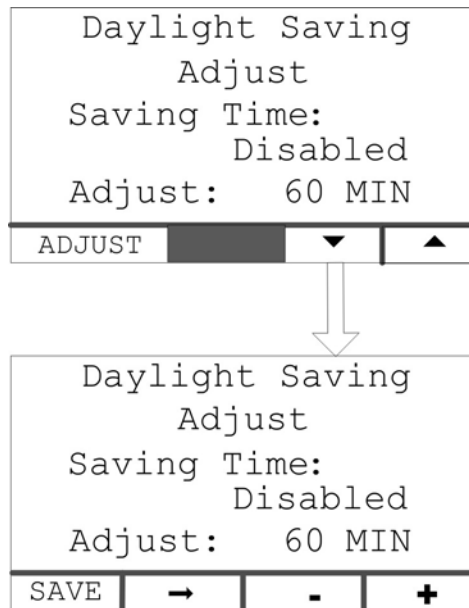 Daylight Saving
Adjust
Saving Time:
Disabled
Adjust: 60 MIN
ADJUST ▼ ▲
Daylight Saving
Adjust
Saving Time:
Disabled
Adjust: 60 MIN
SAVE → - +